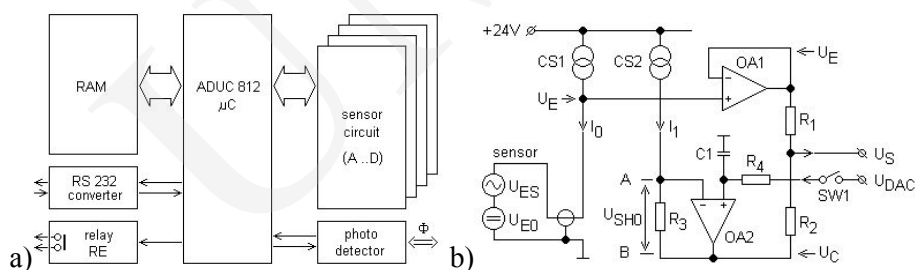 RAM
ADUC 812
µC
sensor
circuit
(A ..D)
RS 232
converter
relay
RE
photo
detector
Φ
a)
+24V
CS1
CS2
OA1
U_E
U_E
I_0
I_1
R_1
sensor
C1
R_4
U_S
U_DAC
SW1
U_ES
U_E0
A
U_SH0
R_3
OA2
R_2
B
U_C
b)